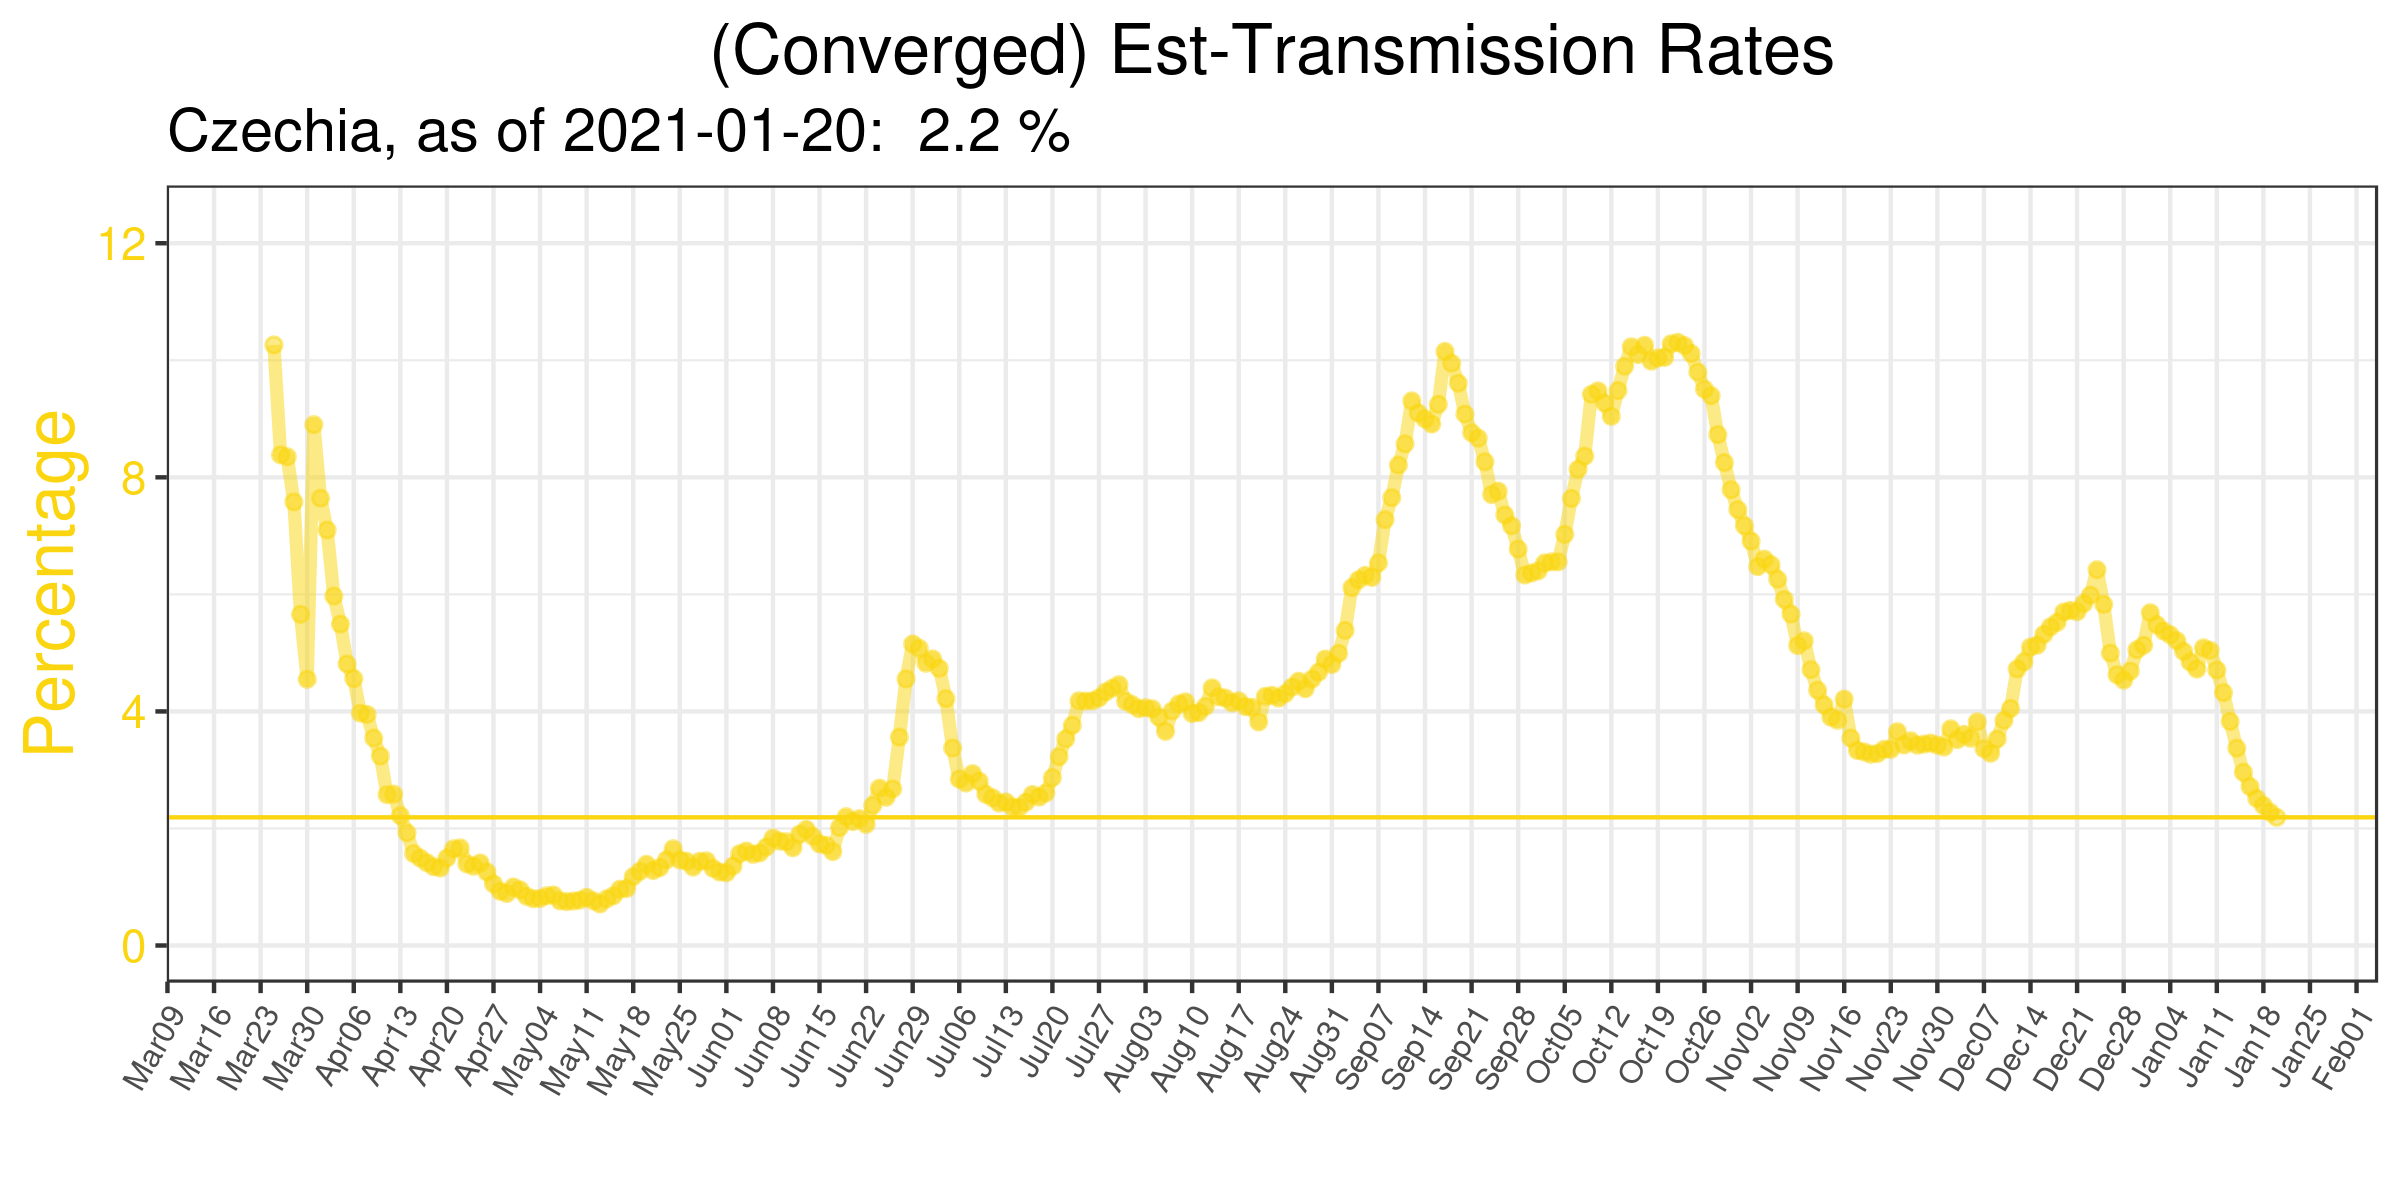 (Converged) Est-Transmission Rates
Czechia, as of 2021-01-20:  2.2 %
Percentage
12
8
4
0
Mar09 Mar16 Mar23 Mar30 Apr06 Apr13 Apr20 Apr27 May04 May11 May18 May25 Jun01 Jun08 Jun15 Jun22 Jun29 Jul06 Jul13 Jul20 Jul27 Aug03 Aug10 Aug17 Aug24 Aug31 Sep07 Sep14 Sep21 Sep28 Oct05 Oct12 Oct19 Oct26 Nov02 Nov09 Nov16 Nov23 Nov30 Dec07 Dec14 Dec21 Dec28 Jan04 Jan11 Jan18 Jan25 Feb01